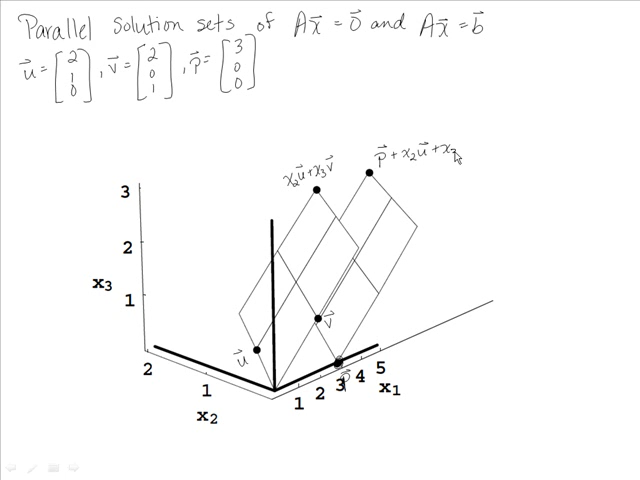 Parallel solution sets of Ax⃗ = 0⃗ and Ax⃗ = b⃗
u⃗ = [2 1 0], v⃗ = [2 0 1], p⃗ = [3 0 0]
x₂u⃗+x₃v⃗
p⃗ + x₂u⃗ + x₃
3
2
x₃
1
v⃗
u⃗
2
1
x₂
1 2 3 4 5
p⃗
x₁